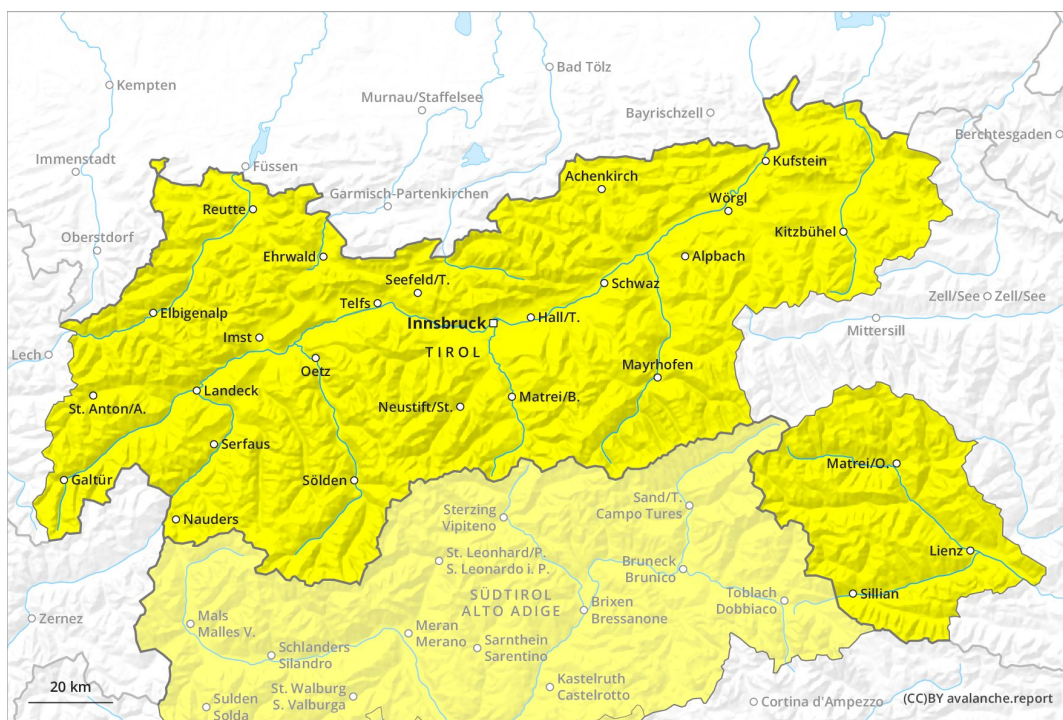 Kempten
Bad Tölz
Murnau/Staffelsee
Bayrischzell
Berchtesgaden
Immenstadt
Füssen
Kufstein
Achenkirch
Garmisch-Partenkirchen
Wörgl
Reutte
Kitzbühel
Oberstdorf
Ehrwald
Alpbach
Seefeld/T.
Schwaz
Zell/See
Zell/See
Telfs
Elbigenalp
Innsbruck
Hall/T.
Mittersill
Imst
TIROL
Lech
Oetz
Mayrhofen
Landeck
St. Anton/A.
Neustift/St.
Matrei/B.
Serfaus
Matrei/O.
Galtür
Sölden
Sand/T.
Campo Tures
Sterzing
Vipiteno
Nauders
Lienz
St. Leonhard/P.
S. Leonardo i. P.
Bruneck
Brunico
SÜDTIROL
ALTO ADIGE
Toblach
Dobbiaco
Sillian
Brixen
Bressanone
Zernez
Mals
Malles V.
Meran
Merano
Sarnthein
Sarentino
Schlanders
Silandro
20 km
St. Walburg
S. Valburga
Kastelruth
Castelrotto
Sulden
Solda
Cortina d'Ampezzo
(CC)BY avalanche.report